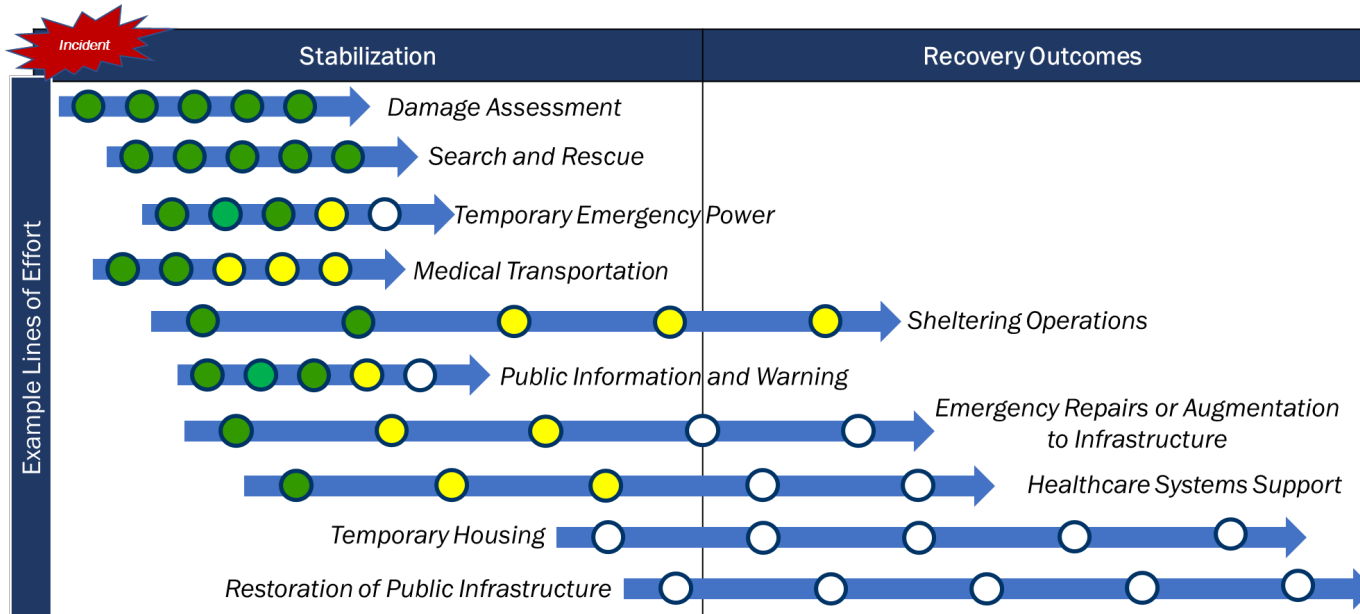 Incident
Stabilization
Recovery Outcomes
Example Lines of Effort
Damage Assessment
Search and Rescue
Temporary Emergency Power
Medical Transportation
Sheltering Operations
Public Information and Warning
Emergency Repairs or Augmentation
to Infrastructure
Healthcare Systems Support
Temporary Housing
Restoration of Public Infrastructure